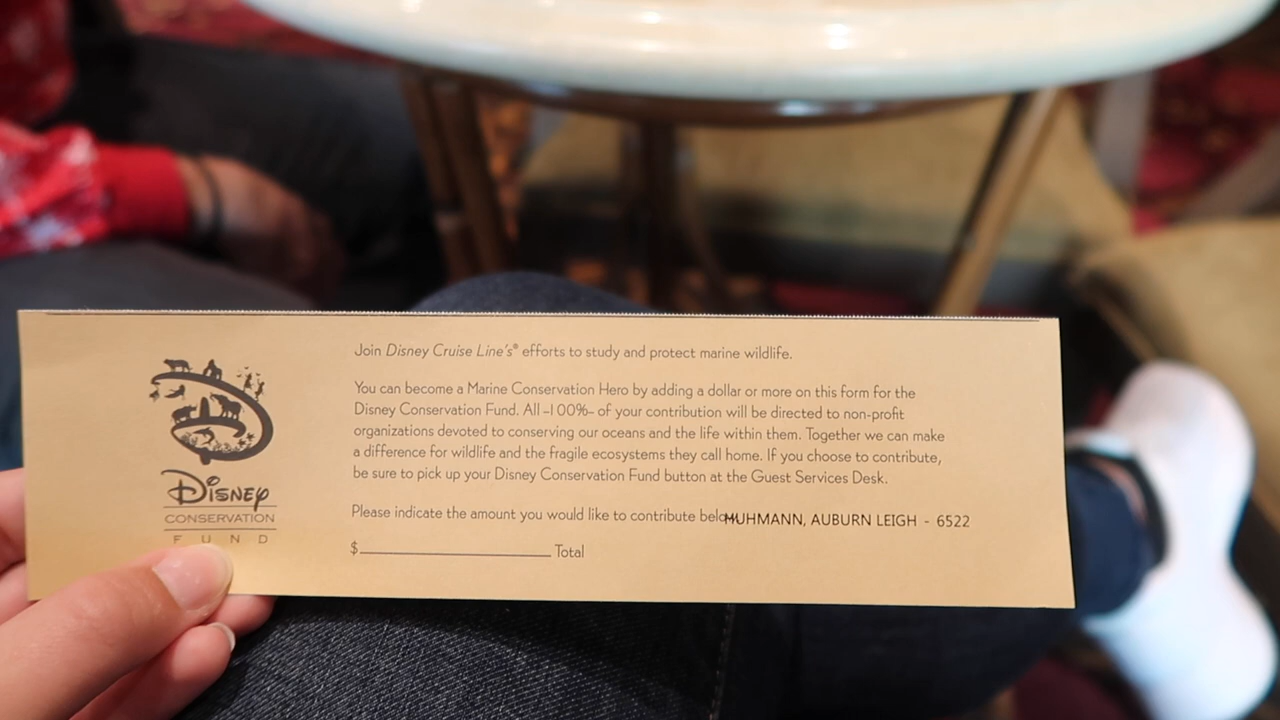 Join Disney Cruise Line's® efforts to study and protect marine wildlife.
You can become a Marine Conservation Hero by adding a dollar or more on this form for the
Disney Conservation Fund. All –100%– of your contribution will be directed to non-profit
organizations devoted to conserving our oceans and the life within them. Together we can make
a difference for wildlife and the fragile ecosystems they call home. If you choose to contribute,
be sure to pick up your Disney Conservation Fund button at the Guest Services Desk.
Please indicate the amount you would like to contribute below MUHMANN, AUBURN LEIGH - 6522
$____________________ Total
Disney
CONSERVATION
FUND